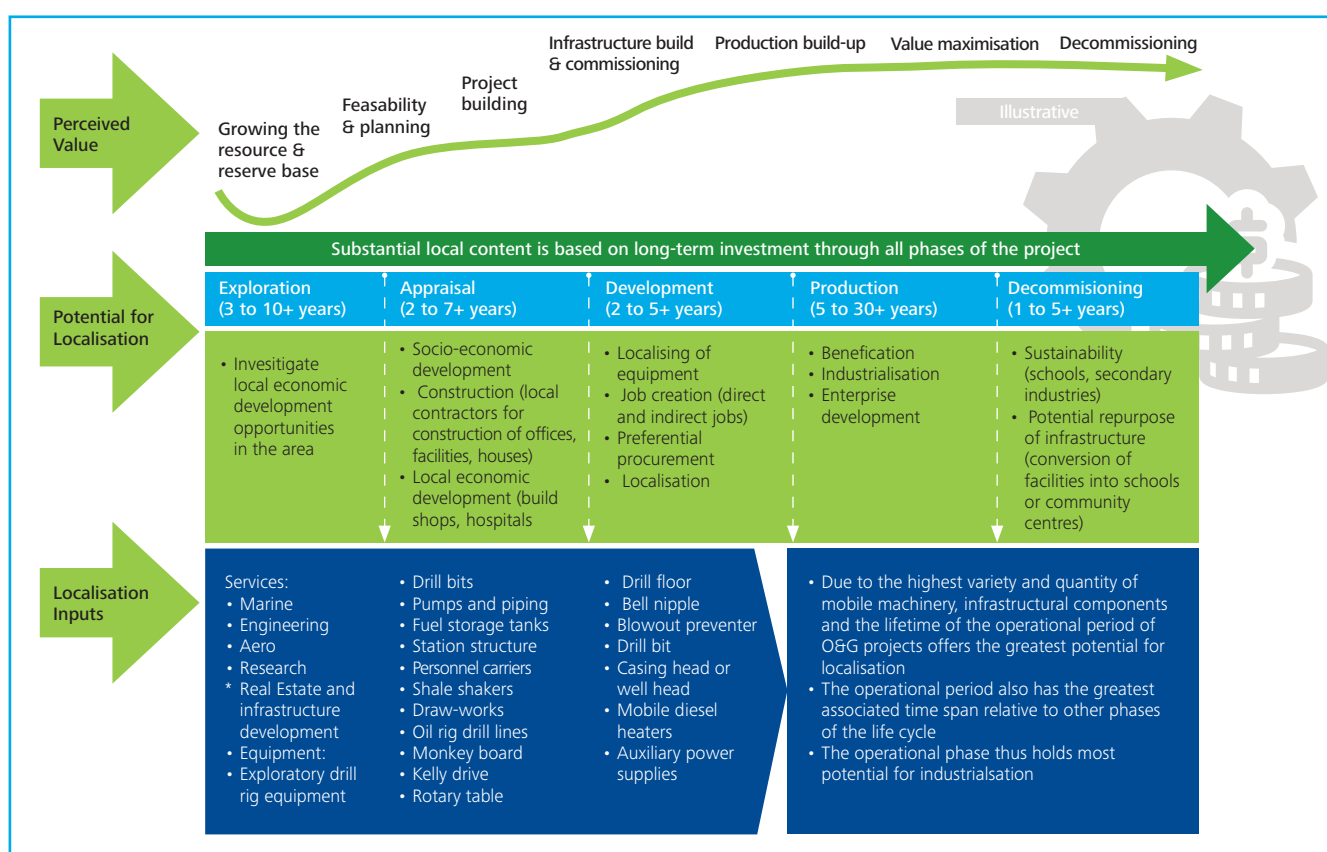 Perceived
Value
Growing the
resource &
reserve base
Feasability
& planning
Project
building
Infrastructure build
& commissioning
Production build-up
Value maximisation
Decommissioning
Illustrative
Substantial local content is based on long-term investment through all phases of the project
Potential for
Localisation
Exploration
(3 to 10+ years)
Appraisal
(2 to 7+ years)
Development
(2 to 5+ years)
Production
(5 to 30+ years)
Decommisioning
(1 to 5+ years)
• Invesitigate
local economic
development
opportunities
in the area
• Socio-economic
development
• Construction (local
contractors for
construction of offices,
facilities, houses)
• Local economic
development (build
shops, hospitals
• Localising of
equipment
• Job creation (direct
and indirect jobs)
• Preferential
procurement
• Localisation
• Benefication
• Industrialisation
• Enterprise
development
• Sustainability
(schools, secondary
industries)
• Potential repurpose
of infrastructure
(conversion of
facilities into schools
or community
centres)
Localisation
Inputs
Services:
• Marine
• Engineering
• Aero
• Research
* Real Estate and
infrastructure
development
• Equipment:
• Exploratory drill
rig equipment
• Drill bits
• Pumps and piping
• Fuel storage tanks
• Station structure
• Personnel carriers
• Shale shakers
• Draw-works
• Oil rig drill lines
• Monkey board
• Kelly drive
• Rotary table
• Drill floor
• Bell nipple
• Blowout preventer
• Drill bit
• Casing head or
well head
• Mobile diesel
heaters
• Auxiliary power
supplies
• Due to the highest variety and quantity of
mobile machinery, infrastructural components
and the lifetime of the operational period of
O&G projects offers the greatest potential for
localisation
• The operational period also has the greatest
associated time span relative to other phases
of the life cycle
• The operational phase thus holds most
potential for industrialsation